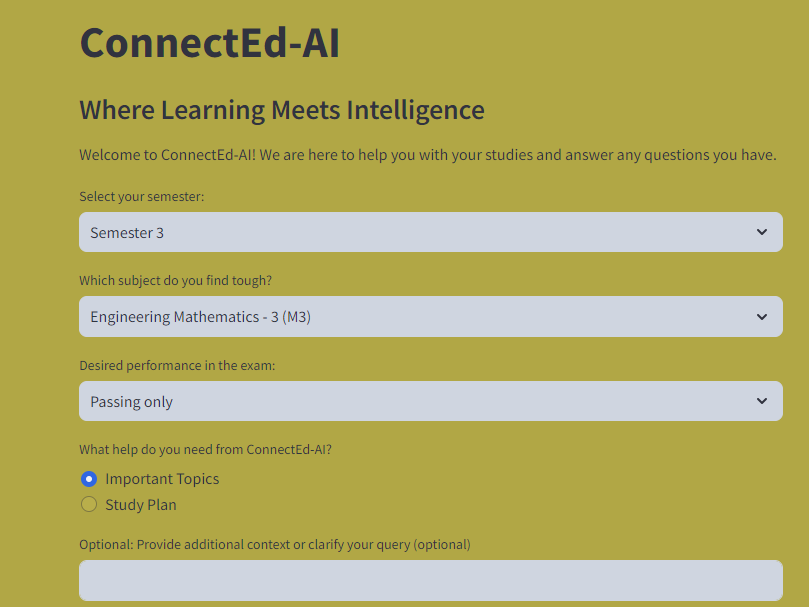 ConnectEd-AI
Where Learning Meets Intelligence
Welcome to ConnectEd-AI! We are here to help you with your studies and answer any questions you have.
Select your semester:
Semester 3
Which subject do you find tough?
Engineering Mathematics - 3 (M3)
Desired performance in the exam:
Passing only
What help do you need from ConnectEd-AI?
Important Topics
Study Plan
Optional: Provide additional context or clarify your query (optional)